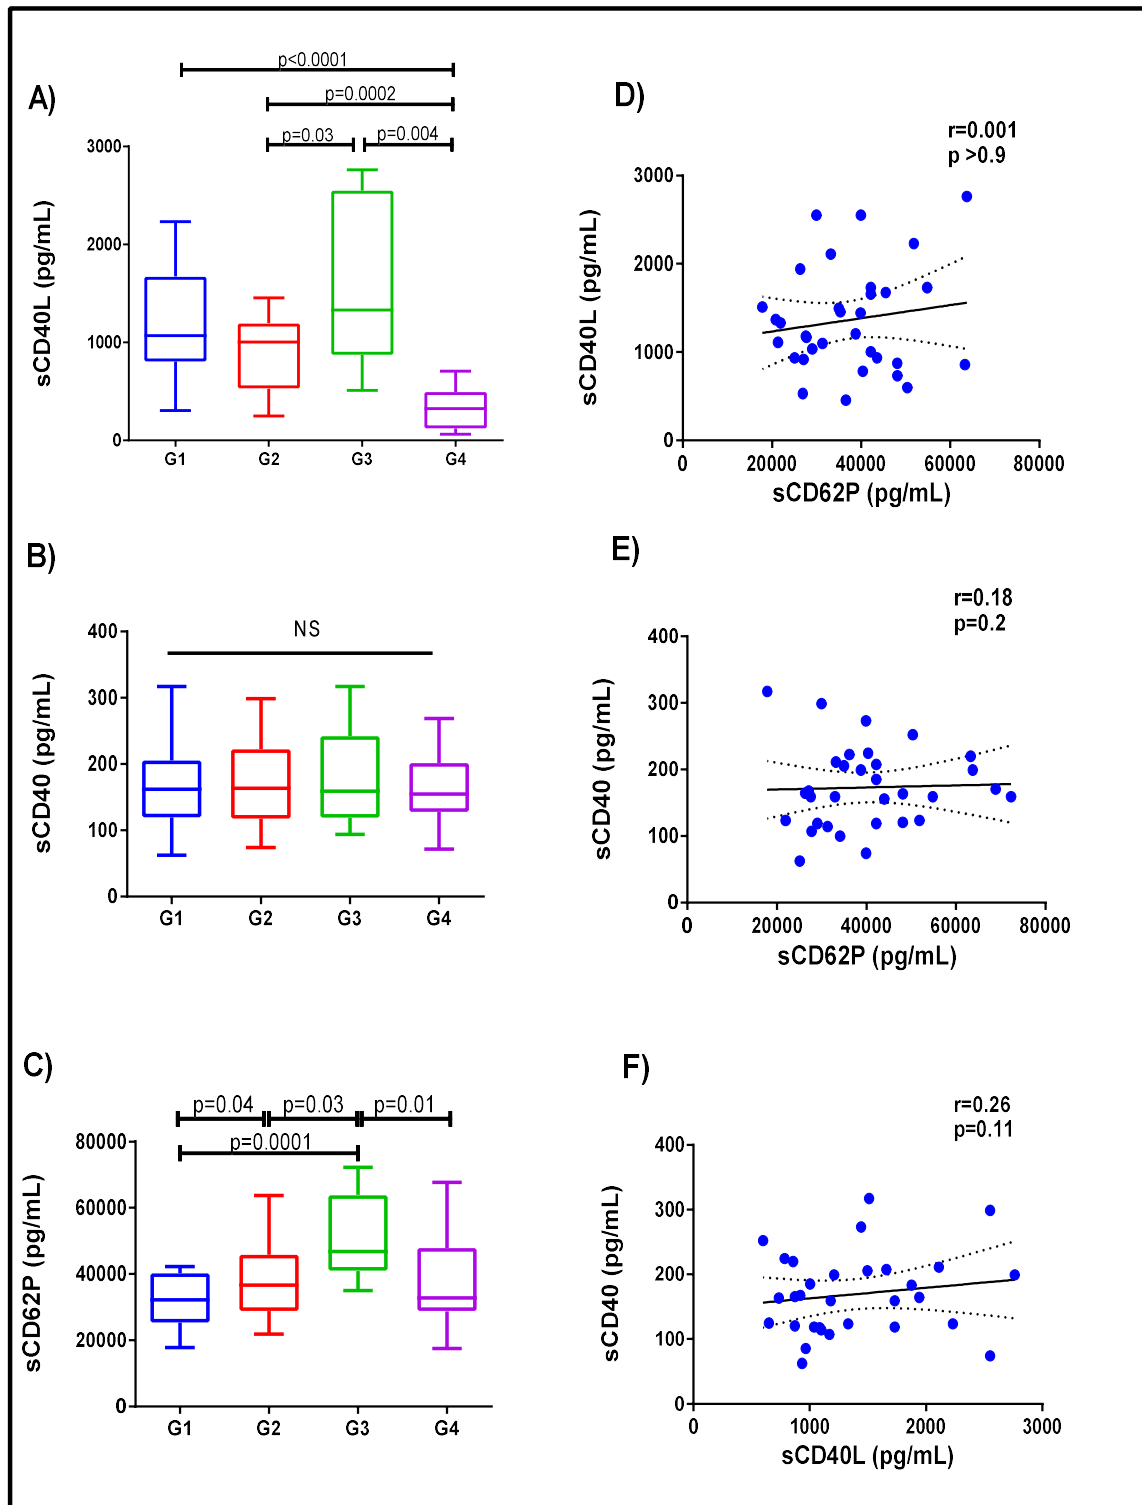 A)
p<0.0001
p=0.0002
p=0.03
p=0.004
sCD40L (pg/mL)
3000
2000
1000
0
G1 G2 G3 G4
D)
r=0.001
p >0.9
sCD40L (pg/mL)
3000
2000
1000
0
0 20000 40000 60000 80000
sCD62P (pg/mL)
B)
NS
sCD40 (pg/mL)
400
300
200
100
0
G1 G2 G3 G4
E)
r=0.18
p=0.2
sCD40 (pg/mL)
400
300
200
100
0
0 20000 40000 60000 80000
sCD62P (pg/mL)
C)
p=0.04 p=0.03 p=0.01
p=0.0001
sCD62P (pg/mL)
80000
60000
40000
20000
0
G1 G2 G3 G4
F)
r=0.26
p=0.11
sCD40 (pg/mL)
400
300
200
100
0
0 1000 2000 3000
sCD40L (pg/mL)